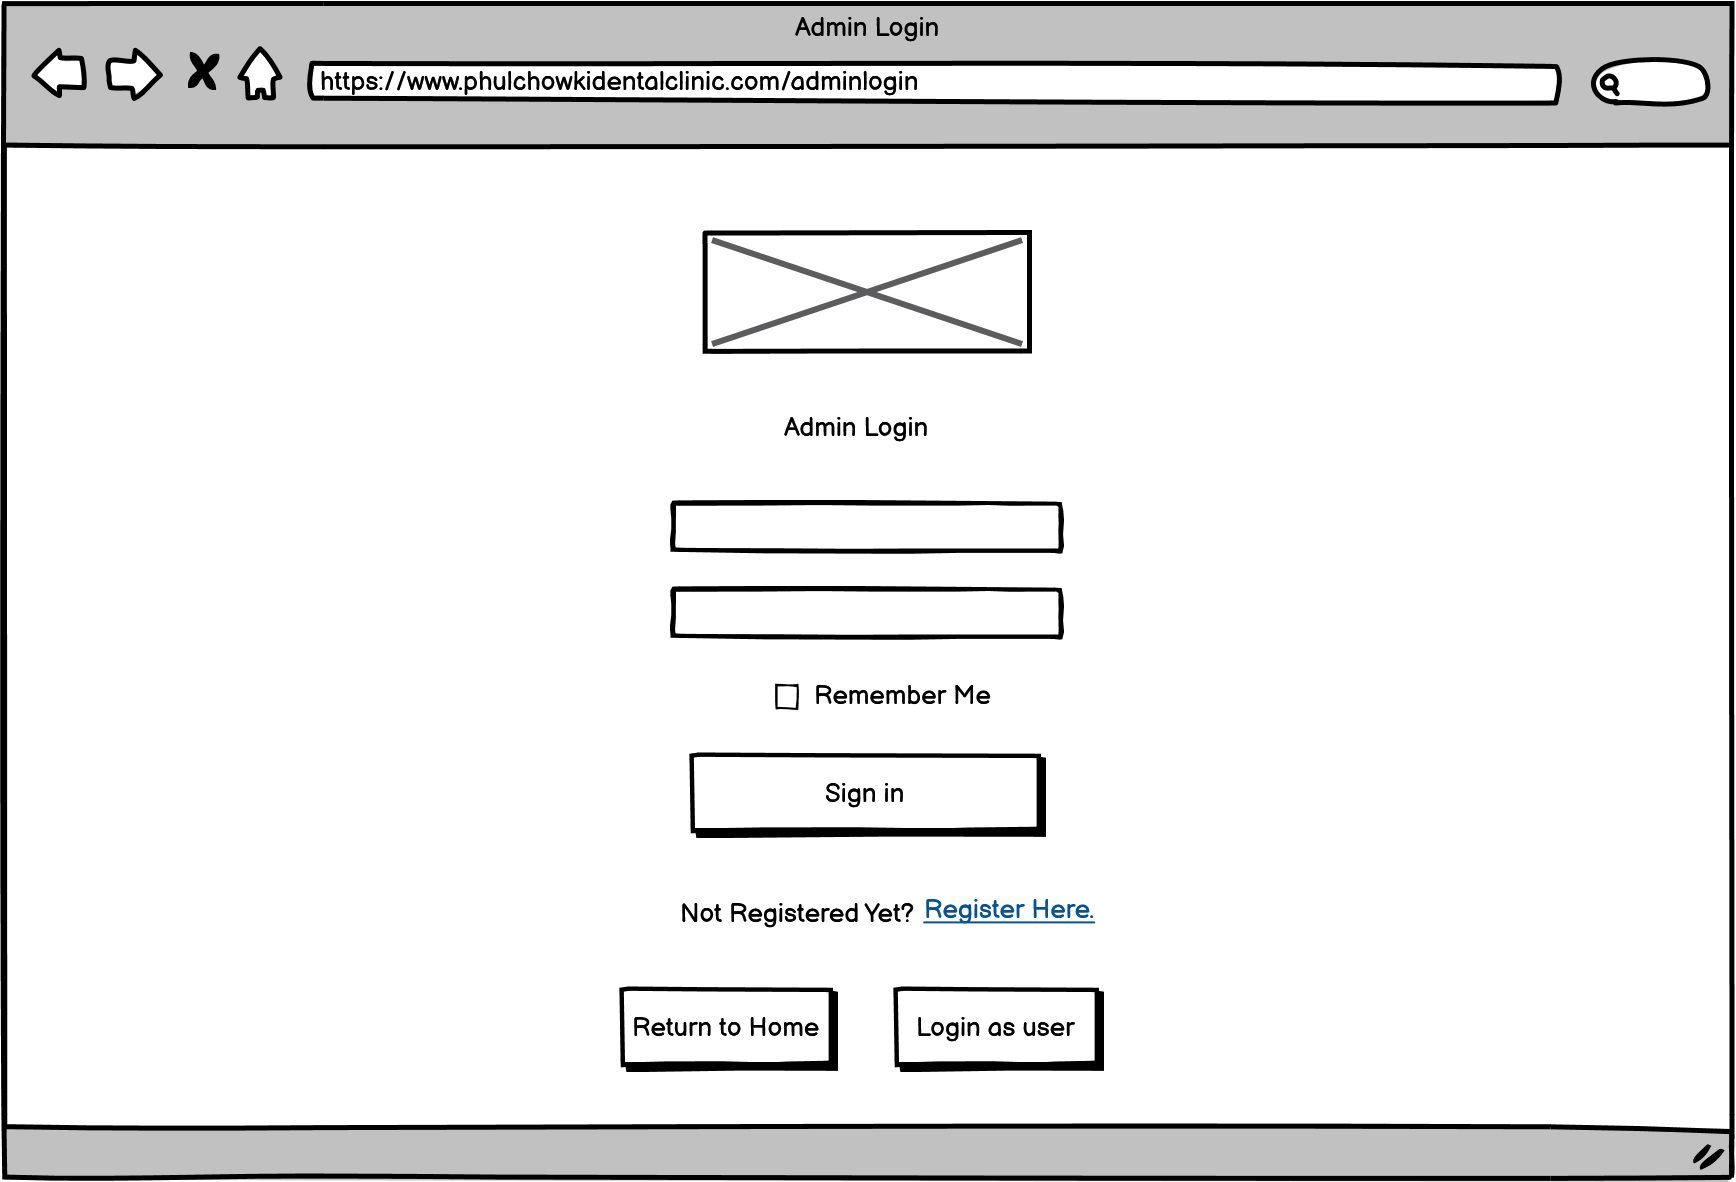 Admin Login
https://www.phulchowkidentalclinic.com/adminlogin
Admin Login
Remember Me
Sign in
Not Registered Yet? Register Here.
Return to Home Login as user